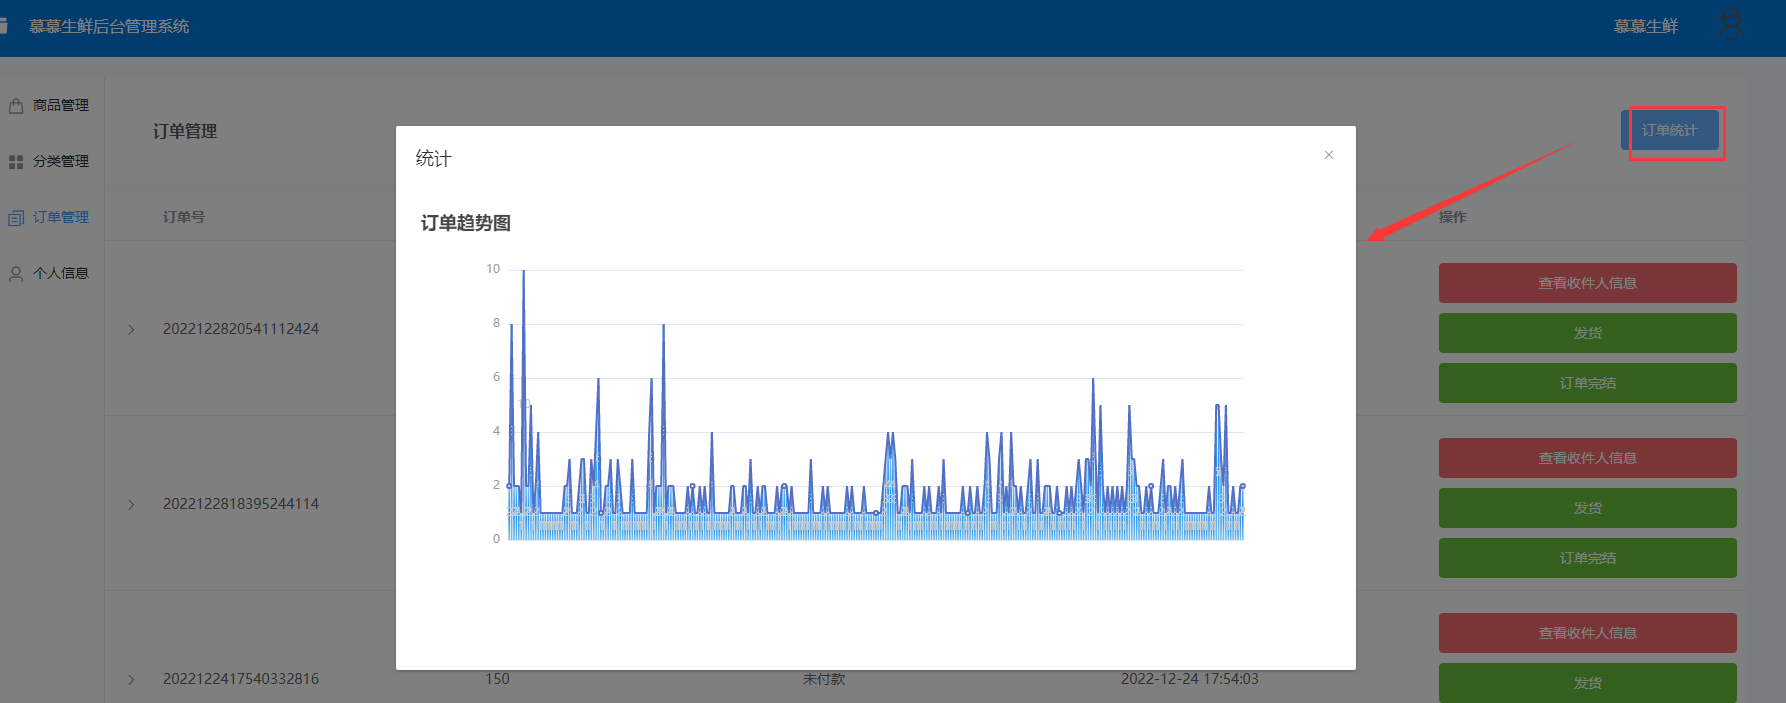 慕慕生鲜后台管理系统
慕慕生鲜
商品管理
分类管理
订单管理
个人信息
订单管理
订单统计
订单号
操作
统计
订单趋势图
10
8
6
4
2
0
2022122820541112424
查看收件人信息
发货
订单完结
2022122818395244114
查看收件人信息
发货
订单完结
2022122417540332816
150
未付款
2022-12-24 17:54:03
查看收件人信息
发货